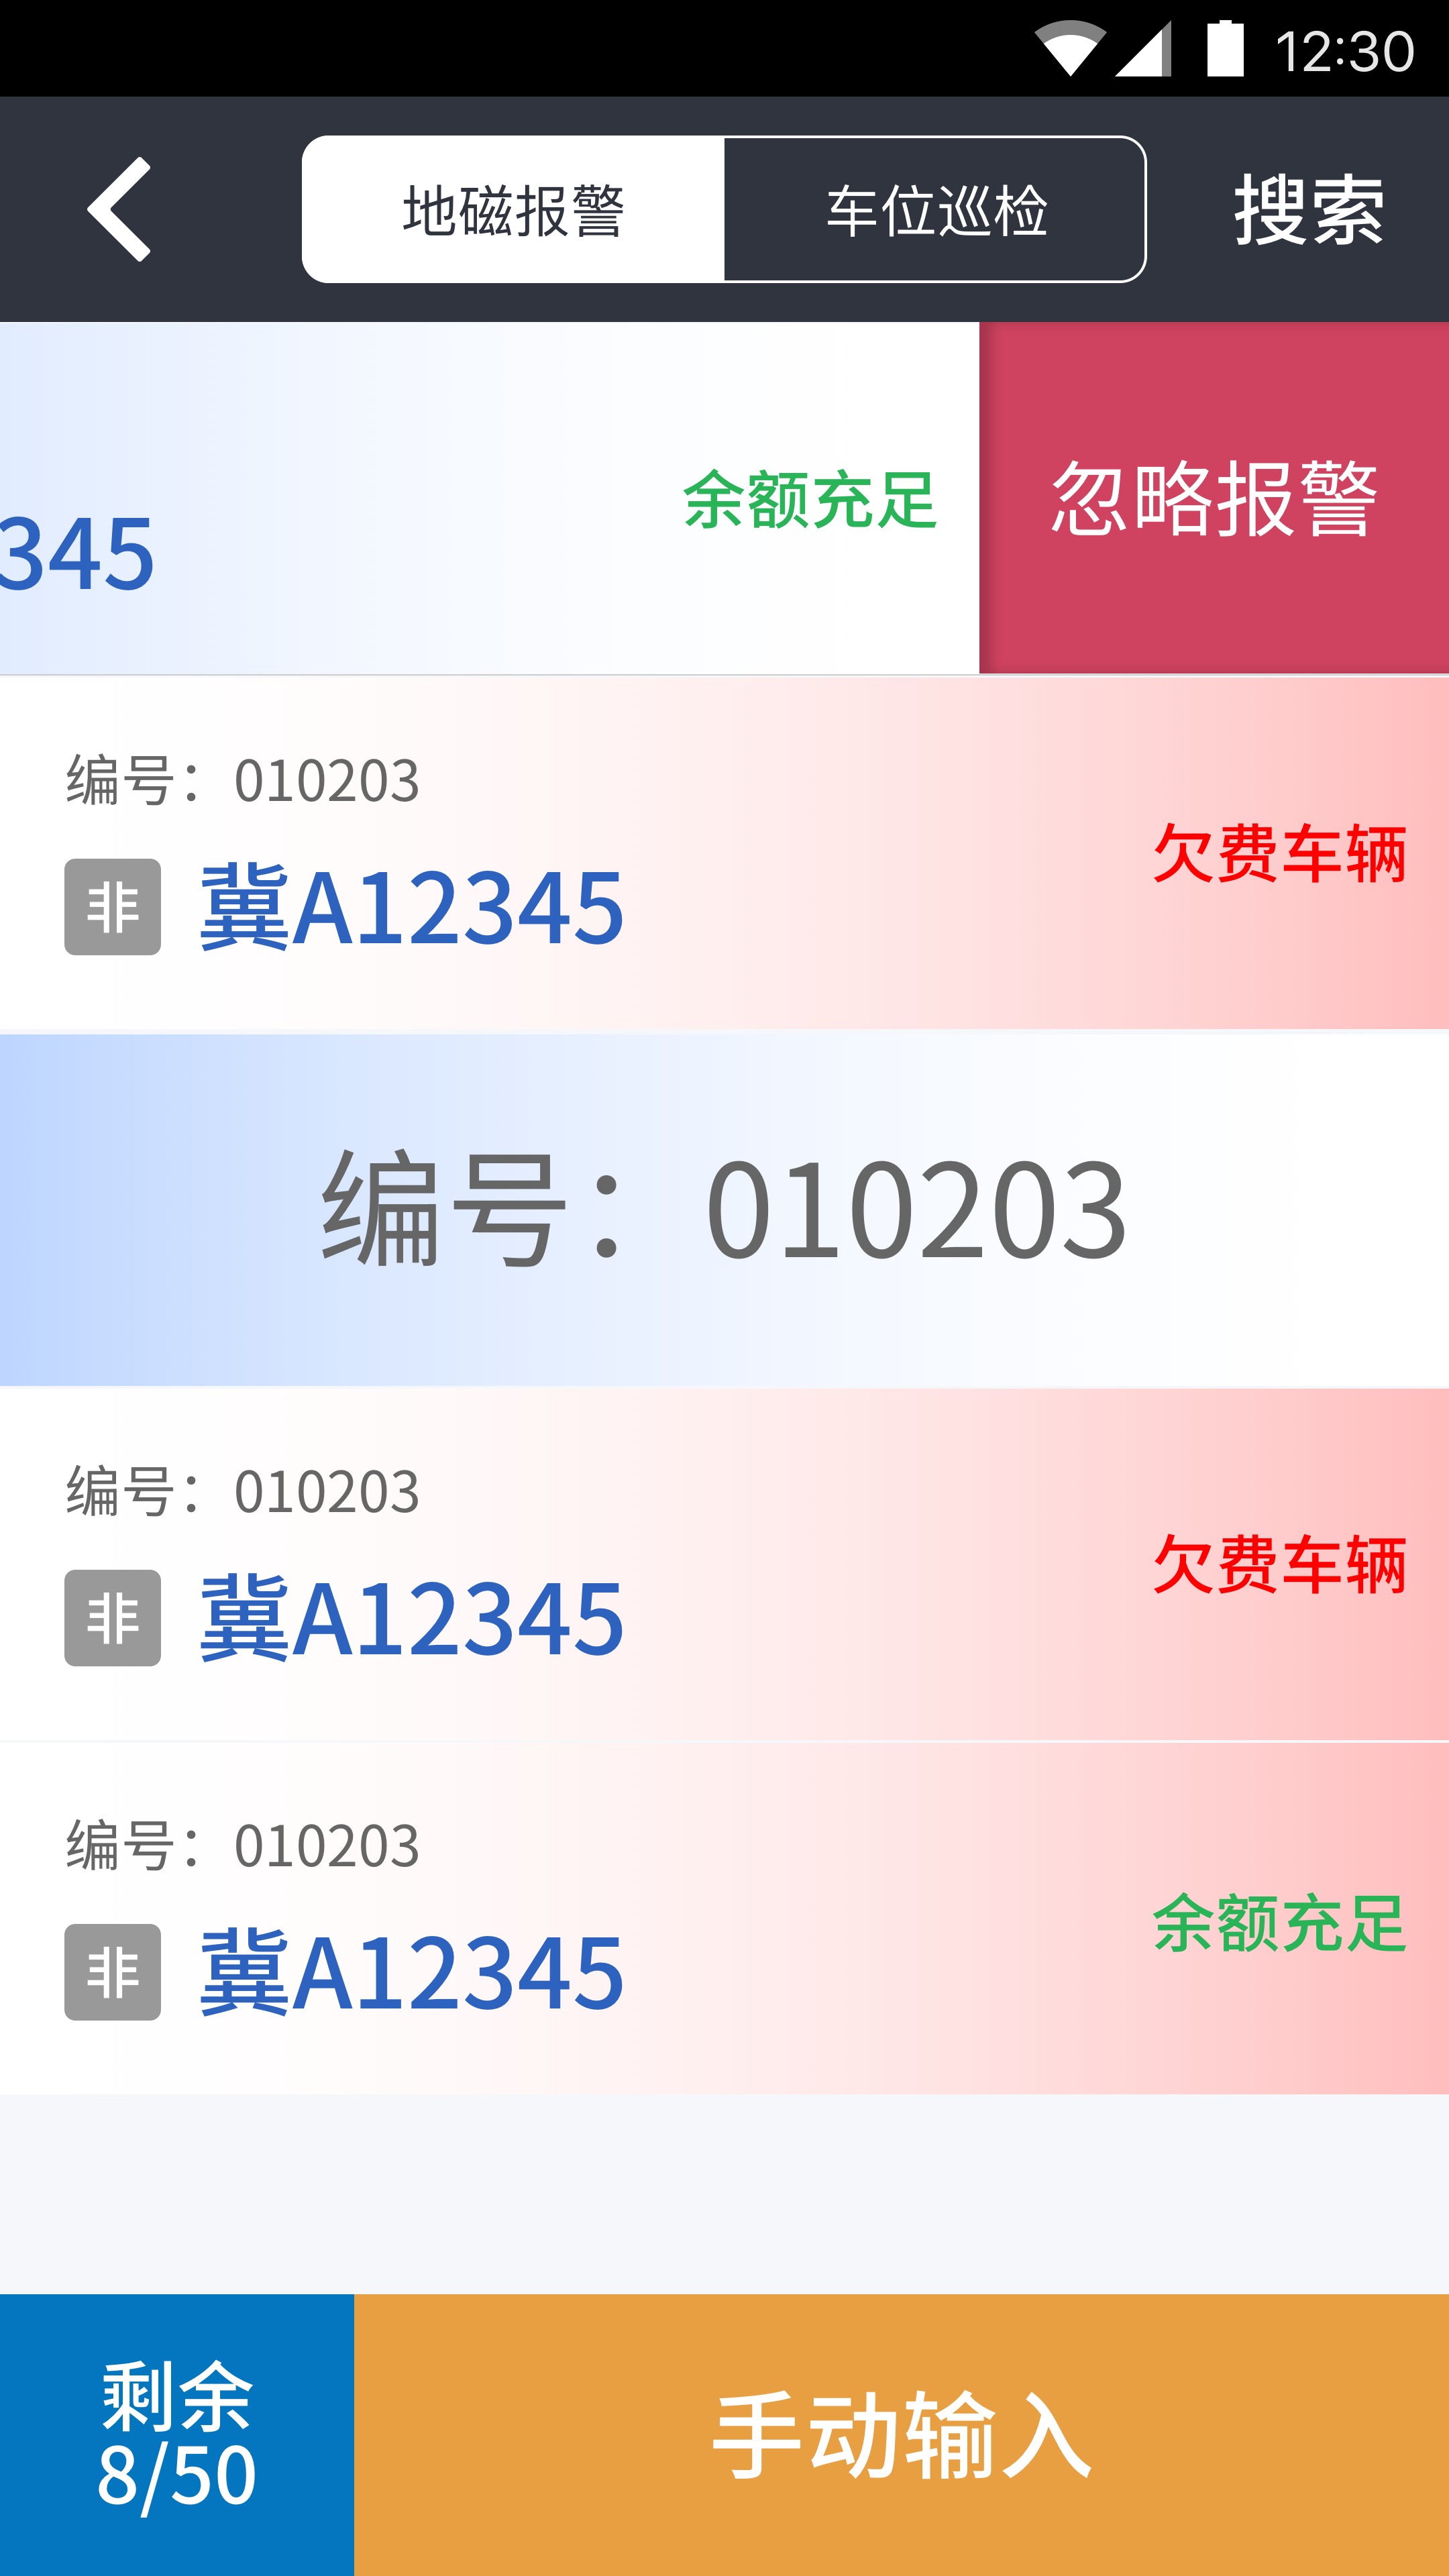 12:30
地磁报警 车位巡检 搜索
余额充足
345
忽略报警
编号：010203
非 冀A12345
欠费车辆
编号：010203
编号：010203
非 冀A12345
欠费车辆
编号：010203
非 冀A12345
余额充足
剩余
8/50
手动输入